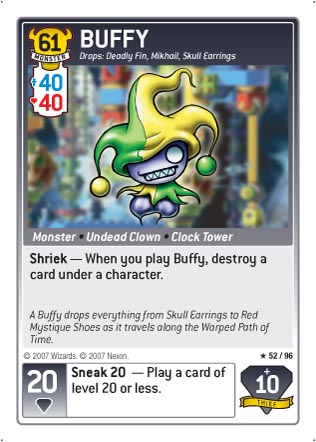 61
MONSTER
BUFFY
Drops: Deadly Fin, Mikhail, Skull Earrings
40
40
Monster • Undead Clown • Clock Tower
Shriek — When you play Buffy, destroy a
card under a character.
A Buffy drops everything from Skull Earrings to Red
Mystique Shoes as it travels along the Warped Path of
Time.
© 2007 Wizards. © 2007 Nexon.
★ 52 / 96
20
Sneak 20 — Play a card of
level 20 or less.
+
10
THIEF